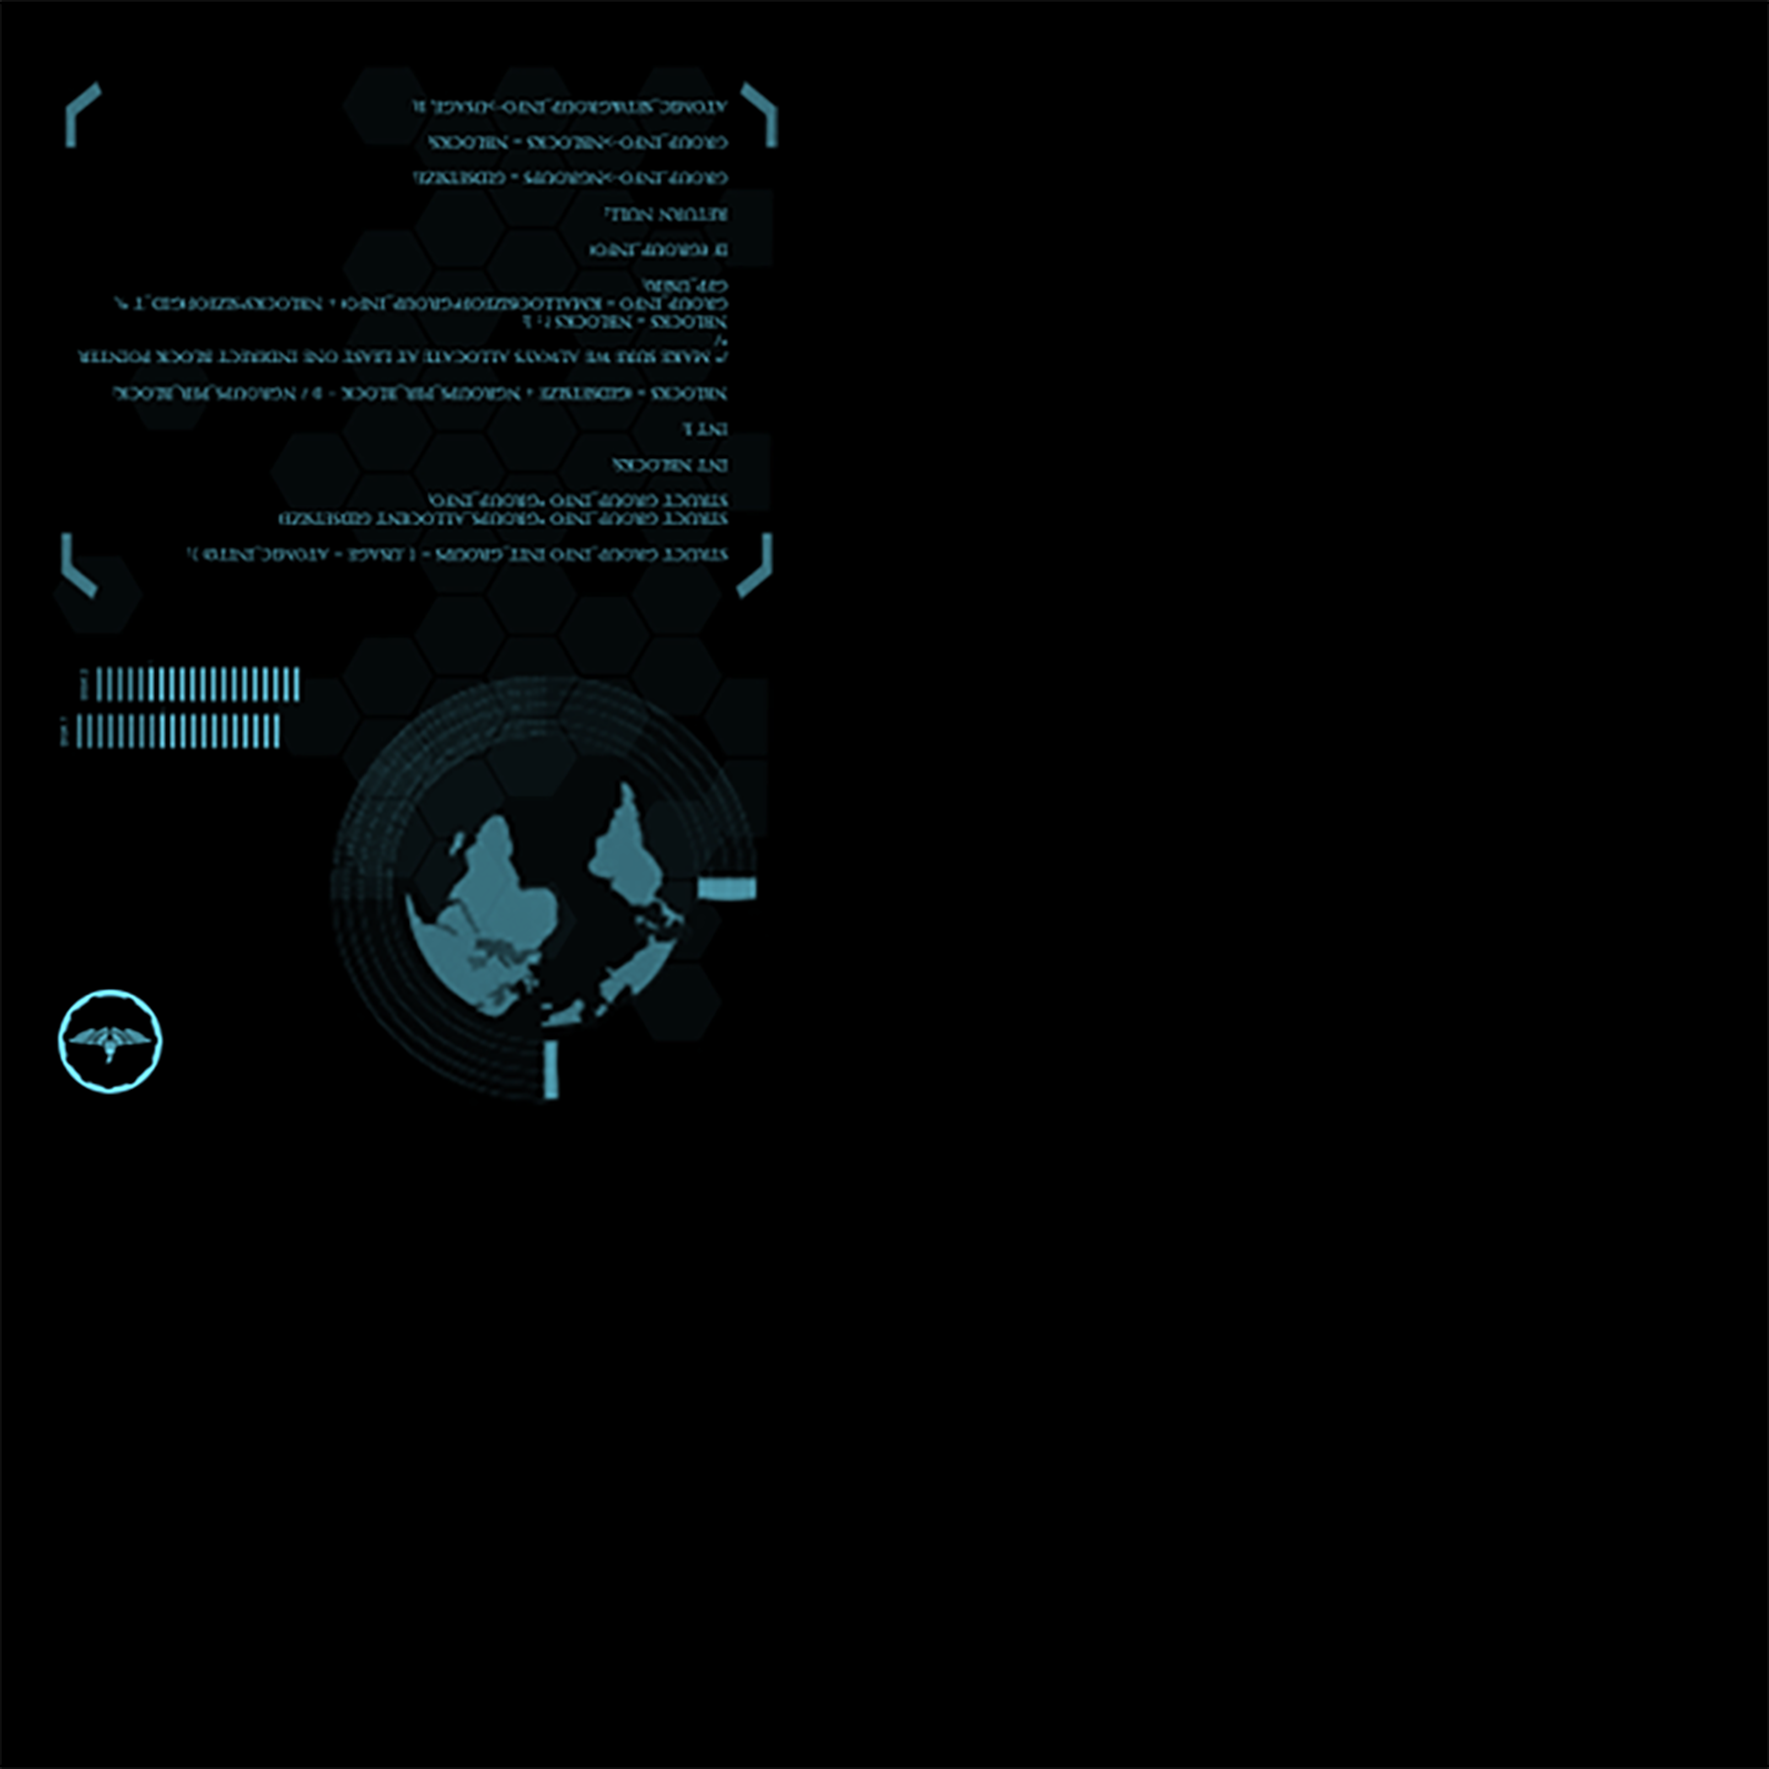 STRUCT GROUP_INFO INIT_GROUPS = { .USAGE = ATOMIC_INIT(2) };
STRUCT GROUP_INFO *GROUPS_ALLOC(INT GIDSETSIZE)
STRUCT GROUP_INFO *GROUP_INFO;
INT NBLOCKS;
INT I;
NBLOCKS = (GIDSETSIZE + NGROUPS_PER_BLOCK - 1) / NGROUPS_PER_BLOCK;
/* MAKE SURE WE ALWAYS ALLOCATE AT LEAST ONE INDIRECT BLOCK POINTER
*/
NBLOCKS = NBLOCKS ? : 1;
GROUP_INFO = KMALLOC(SIZEOF(*GROUP_INFO) + NBLOCKS*SIZEOF(GID_T *),
GFP_USER);
IF (!GROUP_INFO)
RETURN NULL;
GROUP_INFO->NGROUPS = GIDSETSIZE;
GROUP_INFO->NBLOCKS = NBLOCKS;
ATOMIC_SET(&GROUP_INFO->USAGE, 1);